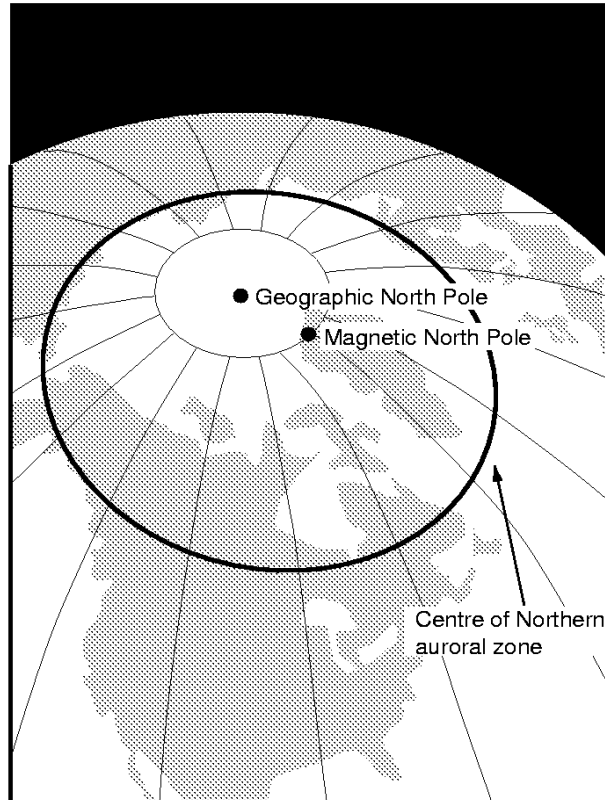 Geographic North Pole
Magnetic North Pole
Centre of Northern
auroral zone